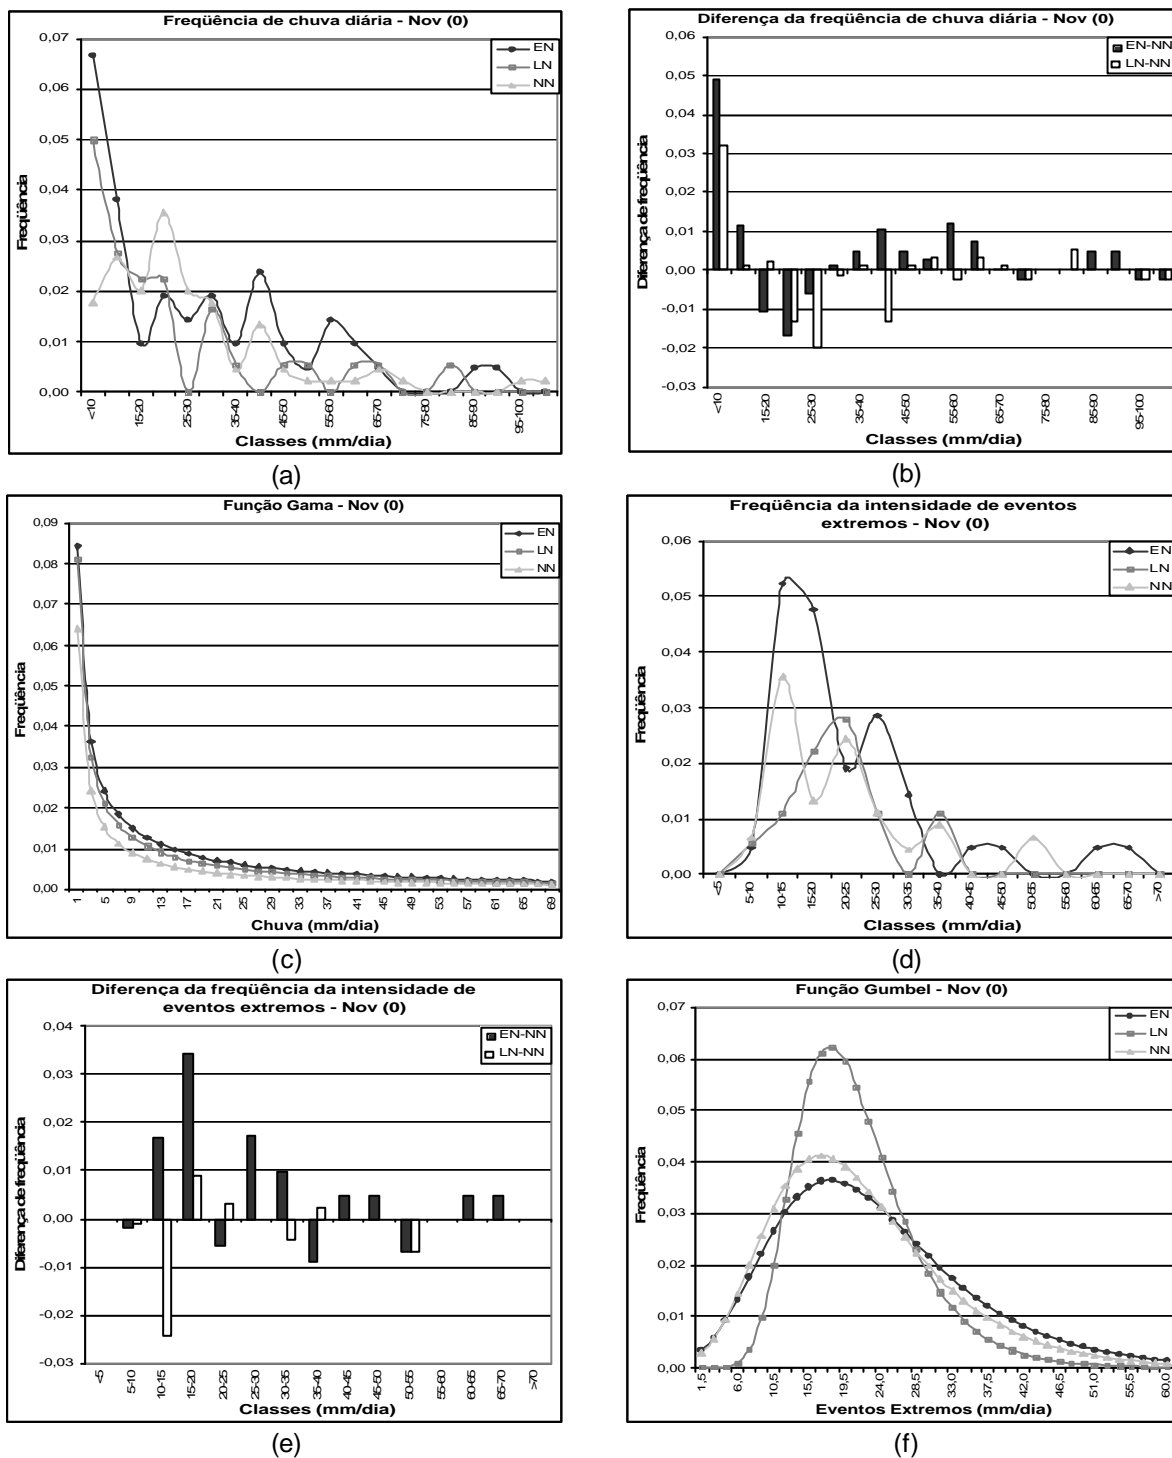 Freqüência de chuva diária - Nov (0)
0,07
0,06
0,05
0,04
0,03
0,02
0,01
0,00
Freqüência
EN
LN
NN
<10
15-20
25-30
35-40
45-50
55-60
65-70
75-80
85-90
95-100
Classes (mm/dia)
(a)
Diferença da freqüência de chuva diária - Nov (0)
0,06
0,05
0,04
0,03
0,02
0,01
0,00
-0,01
-0,02
-0,03
Diferença de freqüência
EN-NN
LN-NN
<10
15-20
25-30
35-40
45-50
55-60
65-70
75-80
85-90
95-100
Classes (mm/dia)
(b)
Função Gama - Nov (0)
0,09
0,08
0,07
0,06
0,05
0,04
0,03
0,02
0,01
0,00
Freqüência
EN
LN
NN
1 5 9 13 17 21 25 29 33 37 41 45 49 53 57 61 65 69
Chuva (mm/dia)
(c)
Freqüência da intensidade de eventos
extremos - Nov (0)
0,06
0,05
0,04
0,03
0,02
0,01
0,00
Freqüência
EN
LN
NN
<5
5-10
10-15
15-20
20-25
25-30
30-35
35-40
40-45
45-50
50-55
55-60
60-65
65-70
>70
Classes (mm/dia)
(d)
Diferença da freqüência da intensidade de
eventos extremos - Nov (0)
0,04
0,03
0,02
0,01
0,00
-0,01
-0,02
-0,03
Diferença de freqüência
EN-NN
LN-NN
<5
5-10
10-15
15-20
20-25
25-30
30-35
35-40
40-45
45-50
50-55
60-65
65-70
>70
Classes (mm/dia)
(e)
Função Gumbel - Nov (0)
0,07
0,06
0,05
0,04
0,03
0,02
0,01
0,00
Freqüência
EN
LN
NN
1,5 6,0 10,5 15,0 19,5 24,0 28,5 33,0 37,5 42,0 46,5 51,0 55,5 60,0
Eventos Extremos (mm/dia)
(f)